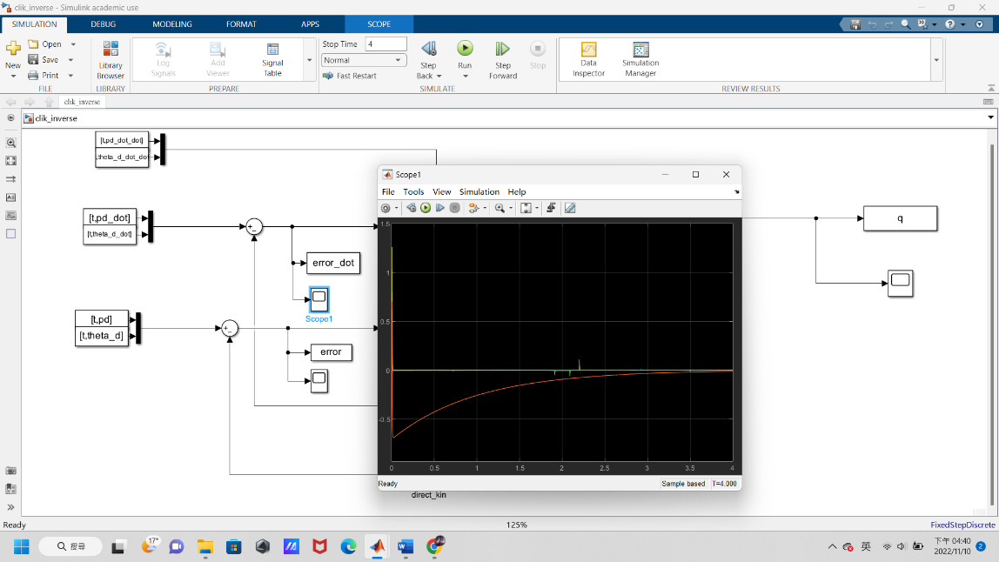 clik_inverse - Simulink academic use
SIMULATION DEBUG MODELING FORMAT APPS SCOPE
New
Open
Save
Print
FILE
Library Browser
LIBRARY
Log Signals
Add Viewer
Signal Table
PREPARE
Stop Time 4
Normal
Fast Restart
Step Back
Run
Step Forward
Stop
SIMULATE
Data Inspector
Simulation Manager
REVIEW RESULTS
clik_inverse
clik_inverse
[t,pd_dot_dot]
,theta_d_dot_do
[t,pd_dot]
[t,theta_d_dot]
error_dot
Scope1
[t,pd]
[t,theta_d]
error
q
Scope1
File Tools View Simulation Help
1.5
1
0.5
0
-0.5
0 0.5 1 1.5 2 2.5 3 3.5 4
Ready Sample based T=4.000
direct_kin
Ready 125% FixedStepDiscrete
17°
搜尋
英
下午 04:40
2022/11/10
2